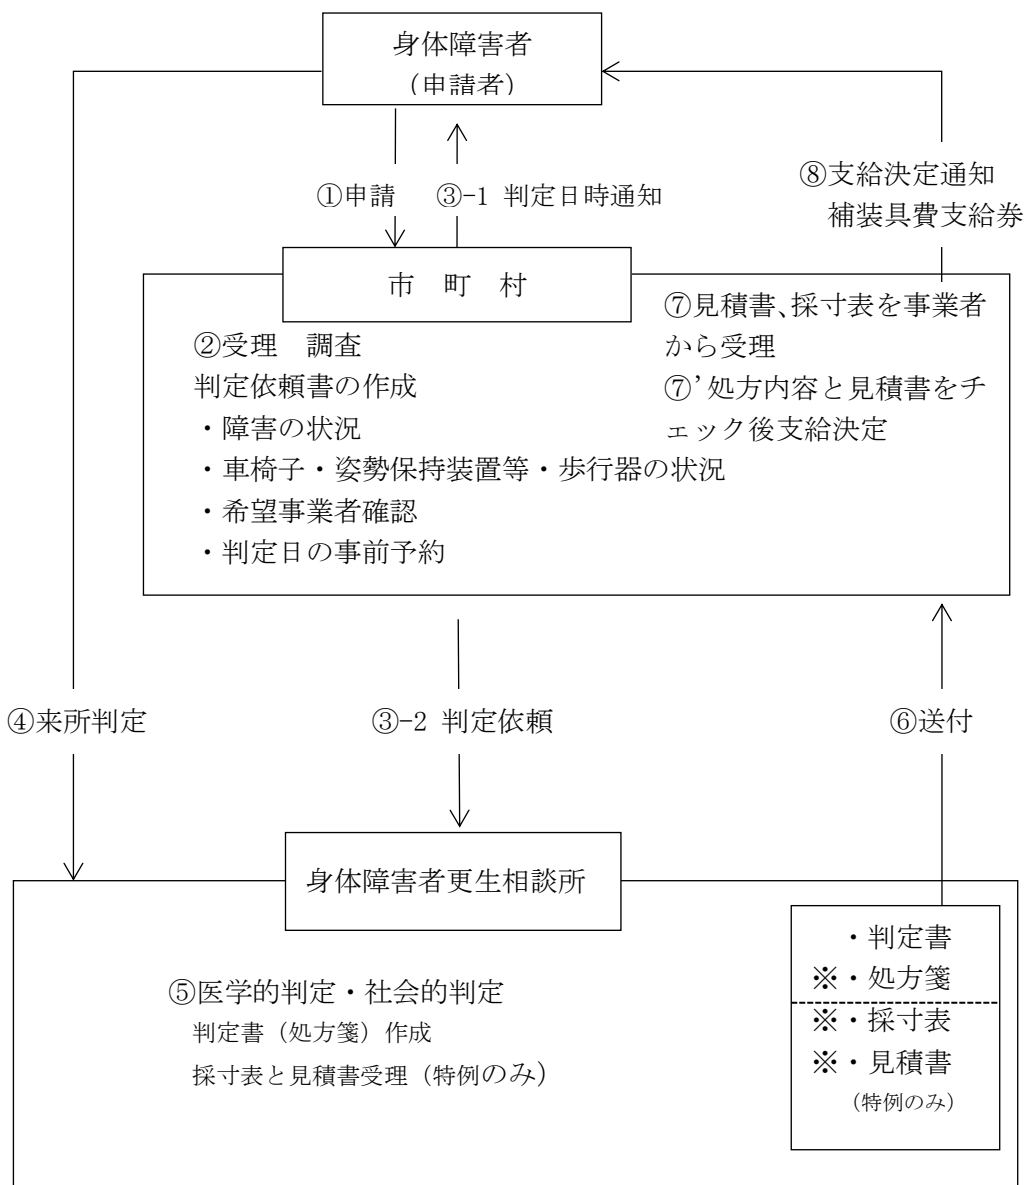 身体障害者
(申請者)
①申請
③-1 判定日時通知
⑧支給決定通知
補装具費支給券
市　町　村
②受理　調査
判定依頼書の作成
・障害の状況
・車椅子・姿勢保持装置等・歩行器の状況
・希望事業者確認
・判定日の事前予約
⑦見積書、採寸表を事業者
から受理
⑦’処方内容と見積書をチ
ェック後支給決定
④来所判定
③-2 判定依頼
⑥送付
身体障害者更生相談所
⑤医学的判定・社会的判定
判定書（処方箋）作成
採寸表と見積書受理（特例のみ）
・判定書
※・処方箋
※・採寸表
※・見積書
（特例のみ）